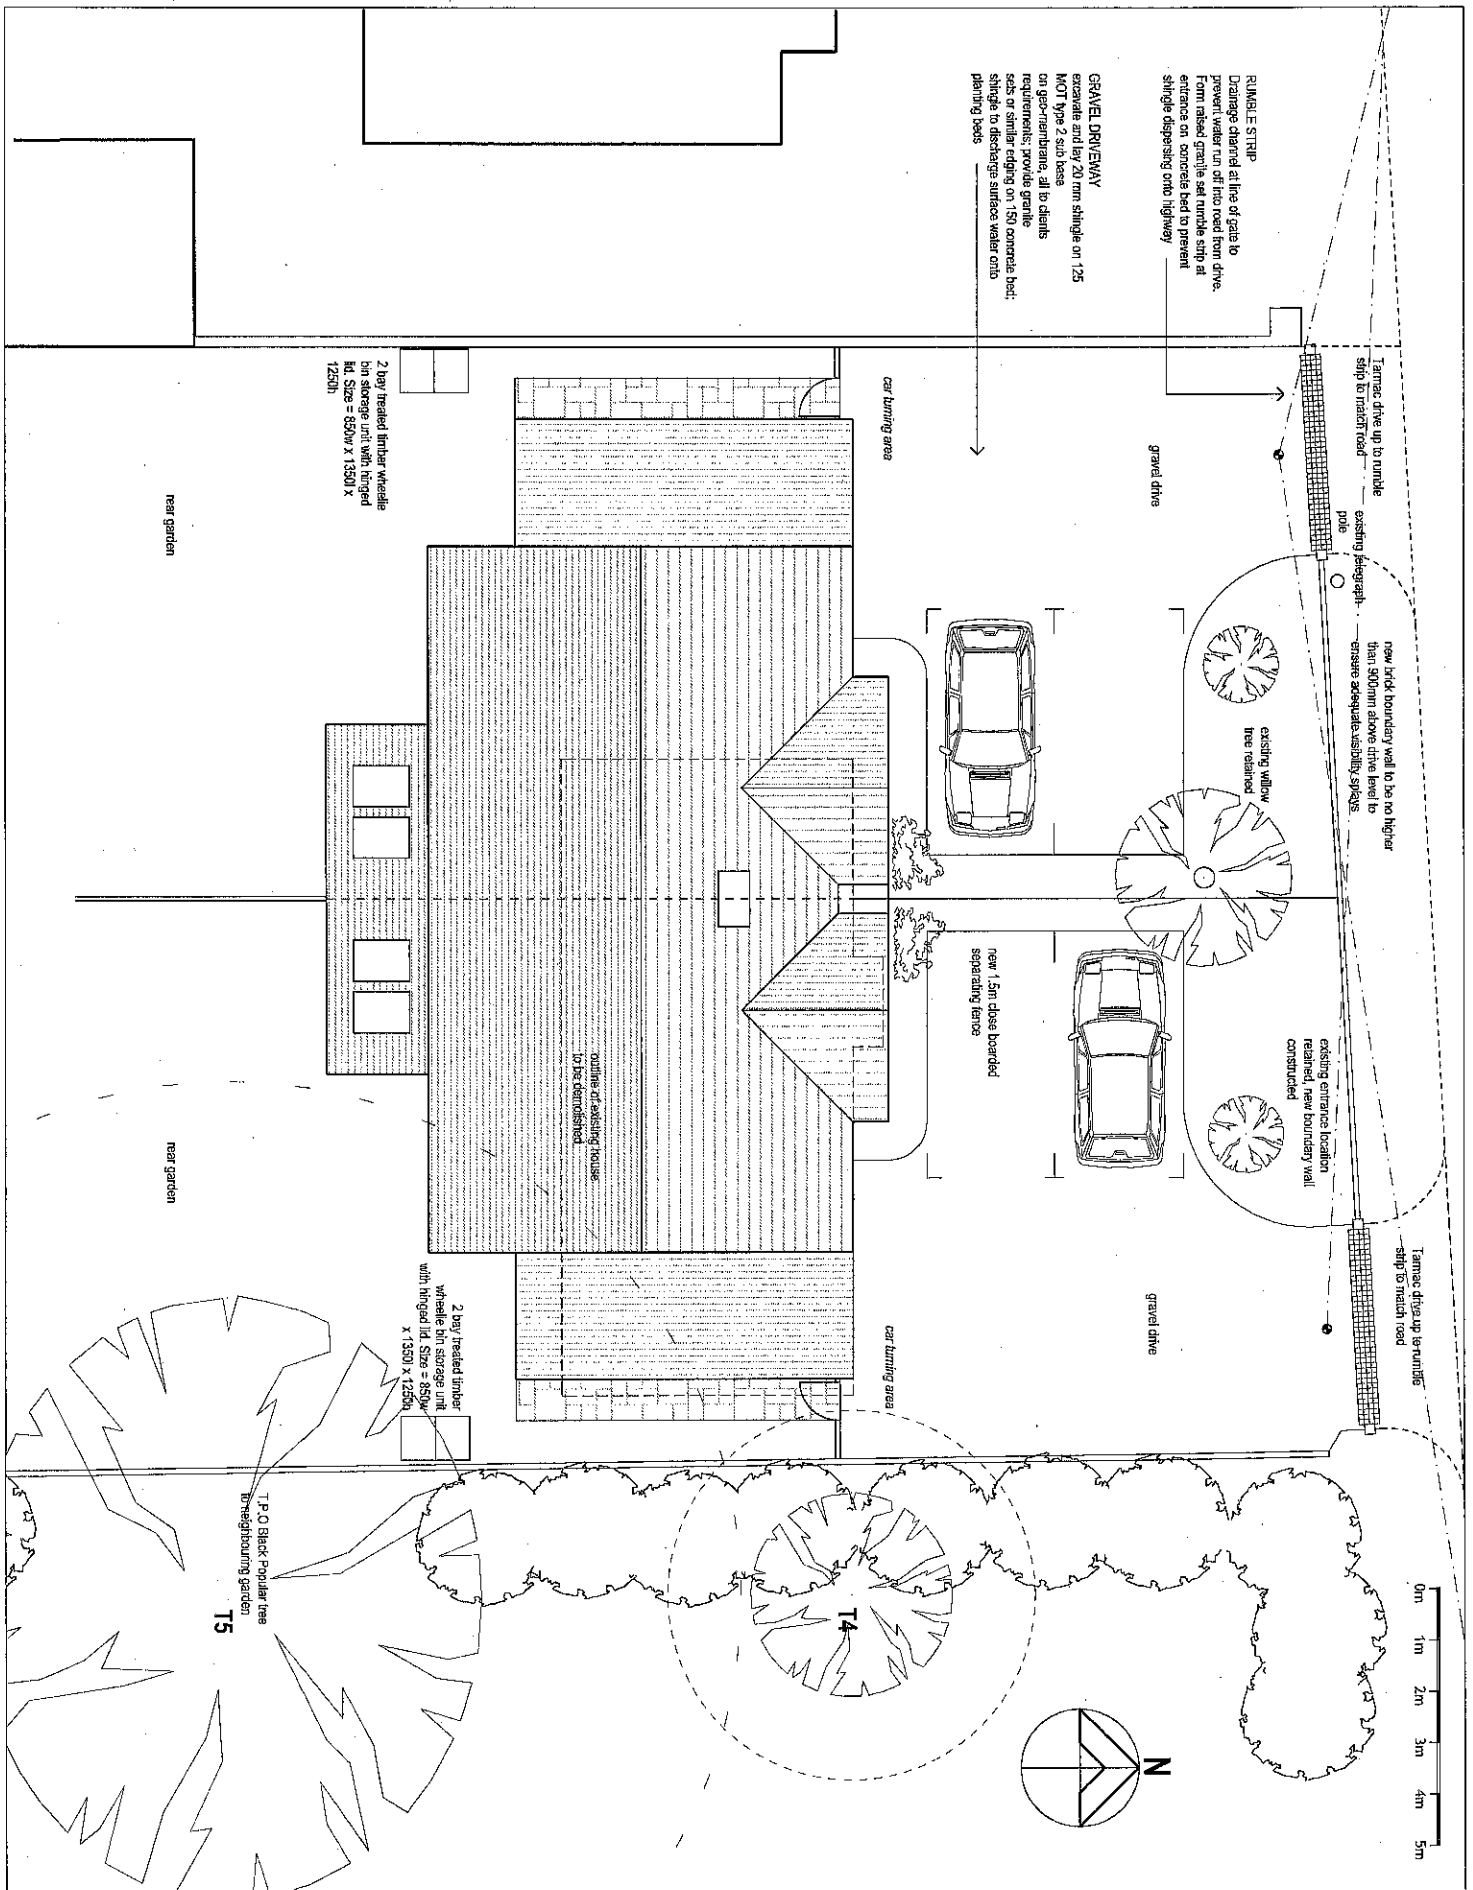 RUMBLE STRIP
Drainage channel at line of gate to
prevent water run off into road from drive.
Form raised granite set rumble strip at
entrance on concrete bed to prevent
shingle dispersing onto highway
GRAVEL DRIVEWAY
excavate and lay 20 mm shingle on 125
MOT type 2 sub base
on geo-membrane, all to clients
requirements; provide granite
sets or similar edging on 150 concrete bed;
shingle to discharge surface water onto
planting beds
Tarmac drive up to rumble
strip to match road
existing telegraph
pole
new brick boundary wall to be no higher
than 900mm above drive level to
ensure adequate visibility splays
existing willow
tree retained
existing entrance location
retained, new boundary wall
constructed
Tarmac drive up to rumble
strip to match road
gravel drive
gravel drive
car turning area
car turning area
new 1.5m close boarded
separating fence
outline of existing house
to be demolished
2 bay treated timber wheelie
bin storage unit with hinged
lid. Size = 850w x 1350l x
1250h
2 bay treated timber
wheelie bin storage unit
with hinged lid. Size = 850w
x 1350l x 1250h
rear garden
rear garden
T.P.O Black Popular tree
to neighbouring garden
T5
T4
N
0m
1m
2m
3m
4m
5m